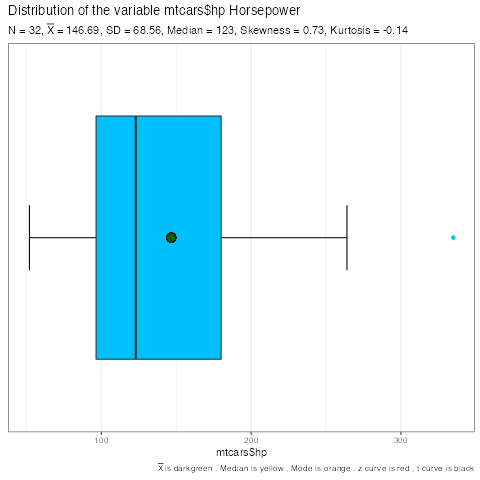 Distribution of the variable mtcars$hp Horsepower
N = 32, X̅ = 146.69, SD = 68.56, Median = 123, Skewness = 0.73, Kurtosis = -0.14
100 200 300
mtcars$hp
X̅ is darkgreen , Median is yellow , Mode is orange , z curve is red , t curve is black